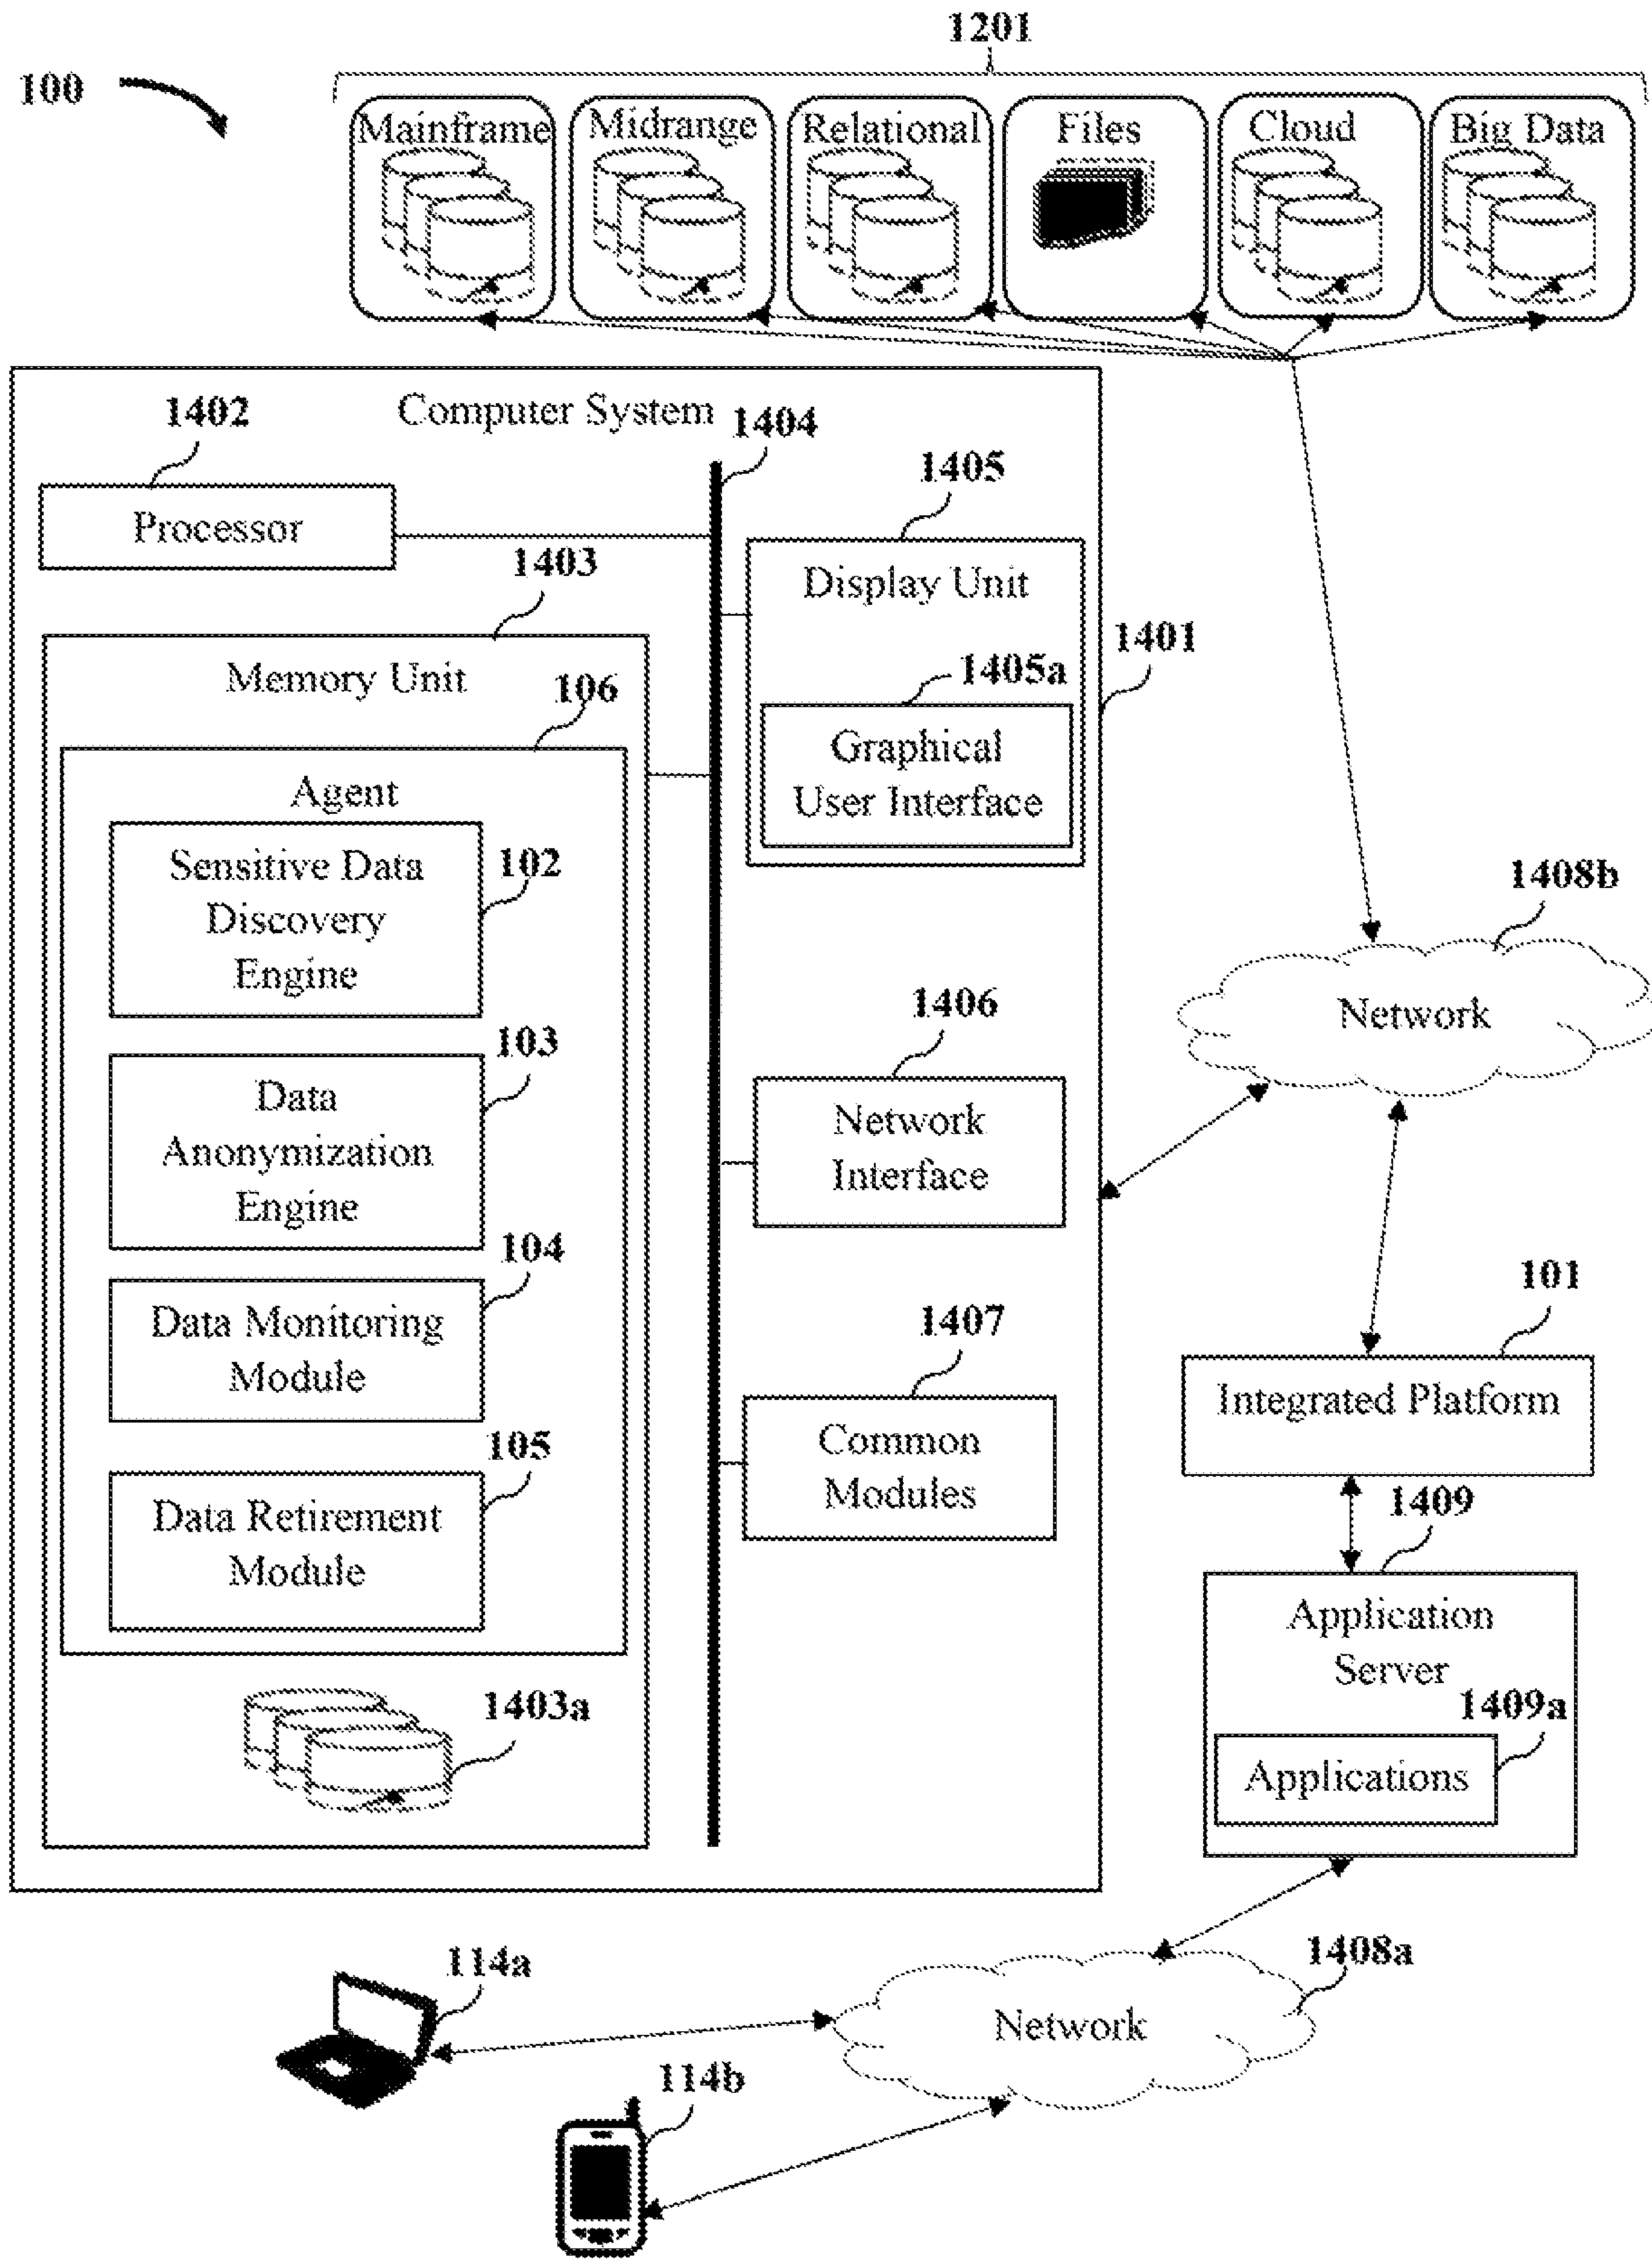 1201
100
Mainframe
Midrange
Relational
Files
Cloud
Big Data
Computer System
1402
1404
Processor
1405
1403
Display Unit
1401
Memory Unit
106
1405a
Graphical
User Interface
Agent
Sensitive Data
Discovery
Engine
102
1408b
Network
103
Data
Anonymization
Engine
1406
Network
Interface
104
Data Monitoring
Module
101
Integrated Platform
1407
Common
Modules
105
Data Retirement
Module
1409
Application
Server
1409a
Applications
1403a
114a
1408a
Network
114b